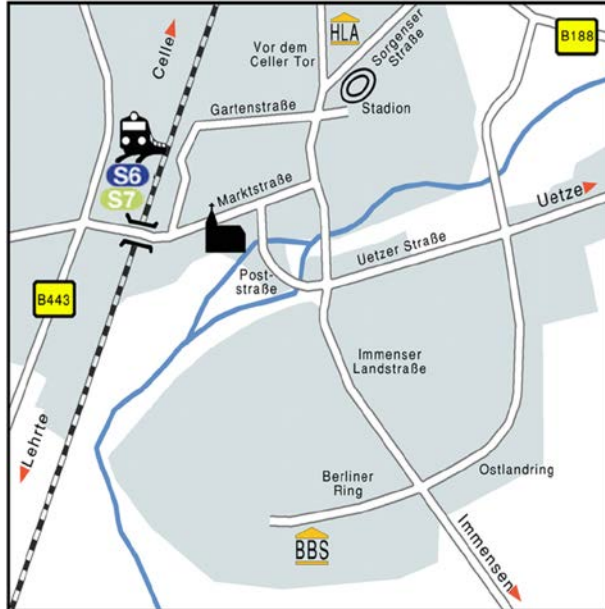 HLA
B188
Vor dem
Celler Tor
Sorgenser
Straße
Celle
Gartenstraße
Stadion
S6
S7
Marktstraße
Uetze
Uetzer Straße
Post-
straße
B443
Immenser
Landstraße
Lehrte
Berliner
Ring
Ostlandring
BBS
Immensen